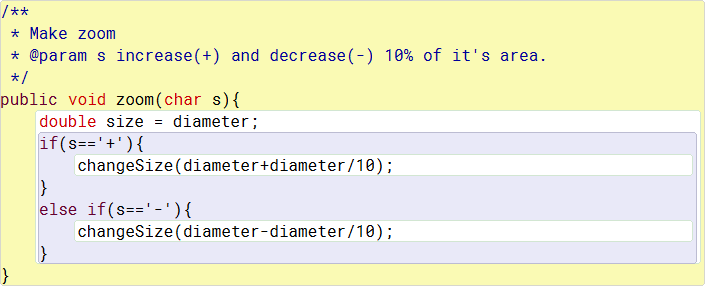 /**
 * Make zoom
 * @param s increase(+) and decrease(-) 10% of it's area.
 */
public void zoom(char s){
    double size = diameter;
    if(s=='+'){
        changeSize(diameter+diameter/10);
    }
    else if(s=='-'){
        changeSize(diameter-diameter/10);
    }
}